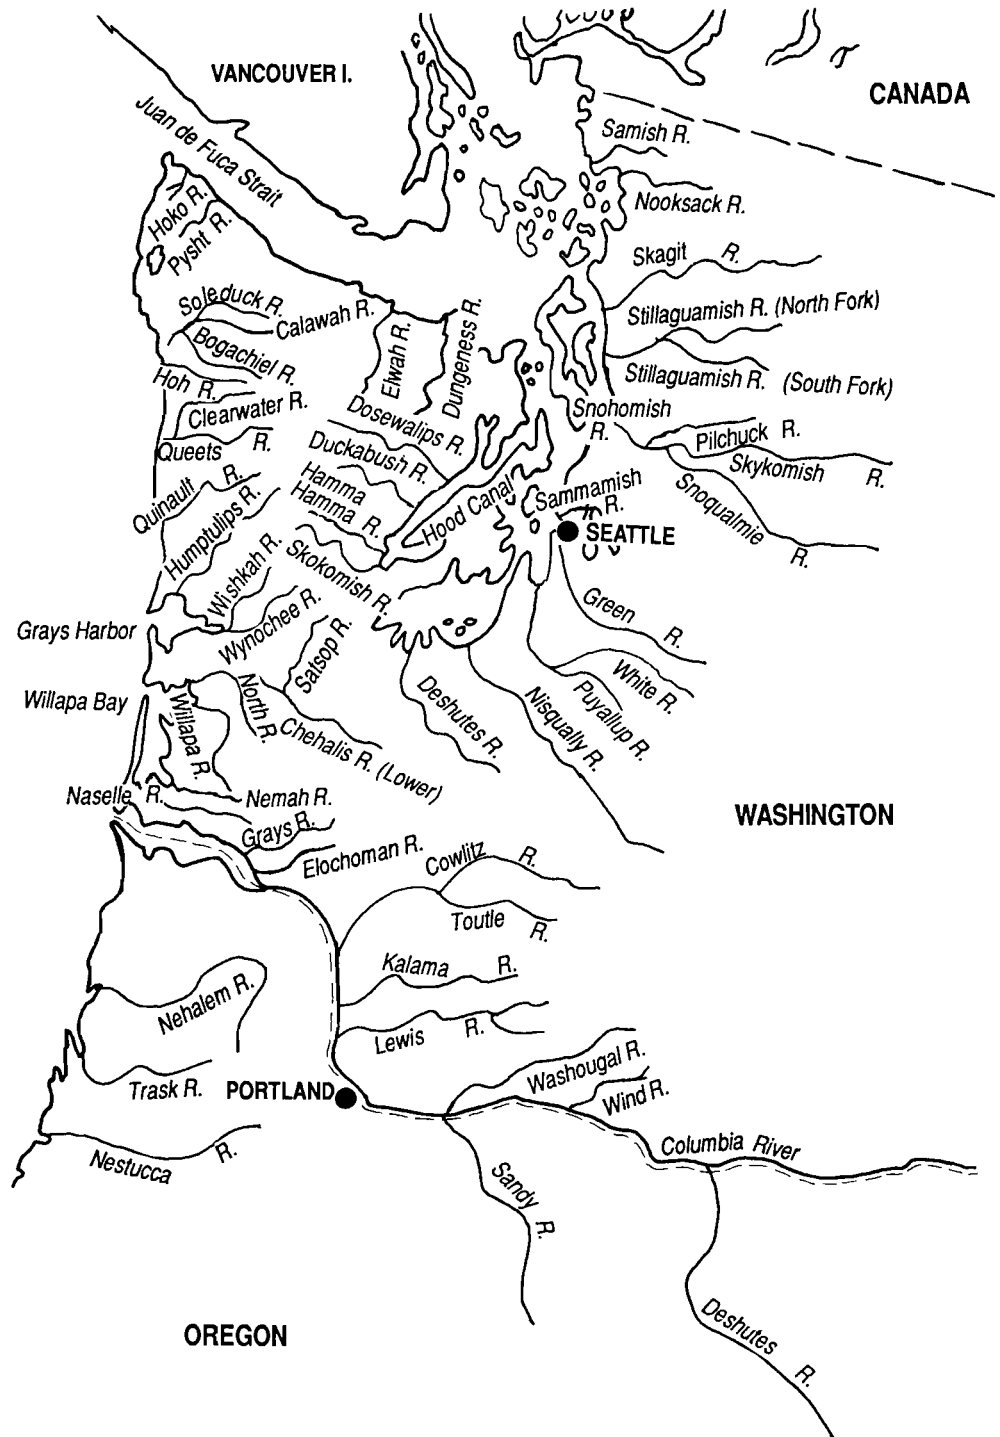 VANCOUVER I.
CANADA
Juan de Fuca Strait
Samish R.
Nooksack R.
Hoko R.
Pysht R.
Skagit R.
Soleduck R.
Calawah R.
Elwah R.
Dungeness R.
Stillaguamish R. (North Fork)
Bogachiel R.
Hoh R.
Stillaguamish R. (South Fork)
Clearwater R.
Dosewalips R.
Snohomish
R.
Queets R.
Duckabush R.
Pilchuck R.
Skykomish R.
Hamma
Hamma R.
Quinault R.
Hood Canal
Sammamish
R.
Snoqualmie R.
Humptulips R.
SEATTLE
Skokomish R.
Wishkah R.
Green R.
Grays Harbor
Wynochee R.
Satsop R.
White R.
Willapa Bay
Willapa R.
North R.
Chehalis R. (Lower)
Deshutes R.
Nisqually R.
Puyallup R.
Naselle R.
Nemah R.
WASHINGTON
Grays R.
Elochoman R.
Cowlitz R.
Toutle R.
Kalama R.
Nehalem R.
Lewis R.
Trask R.
PORTLAND
Washougal R.
Wind R.
Columbia River
Nestucca R.
Sandy R.
OREGON
Deshutes R.